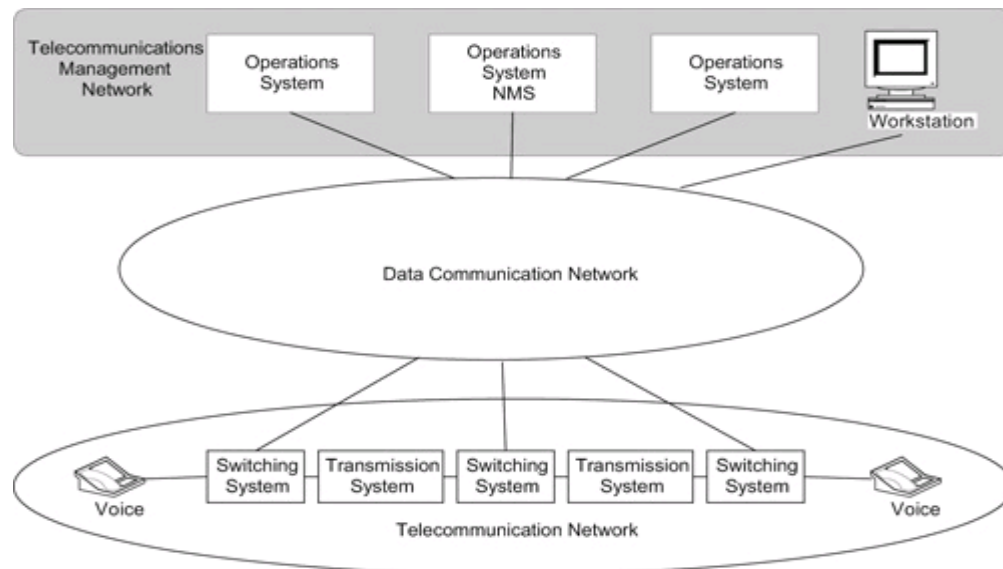 Telecommunications
Management
Network
Operations
System
Operations
System
NMS
Operations
System
Workstation
Data Communication Network
Voice
Switching
System
Transmission
System
Switching
System
Transmission
System
Switching
System
Voice
Telecommunication Network